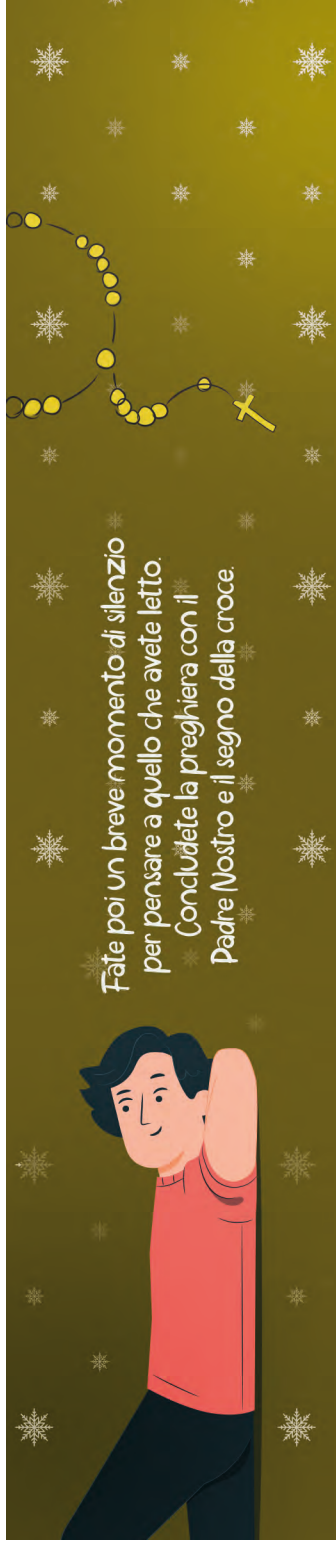 Fate poi un breve momento di silenzio
per pensare a quello che avete letto.
Concludete la preghiera con il
Padre Nostro e il segno della croce.